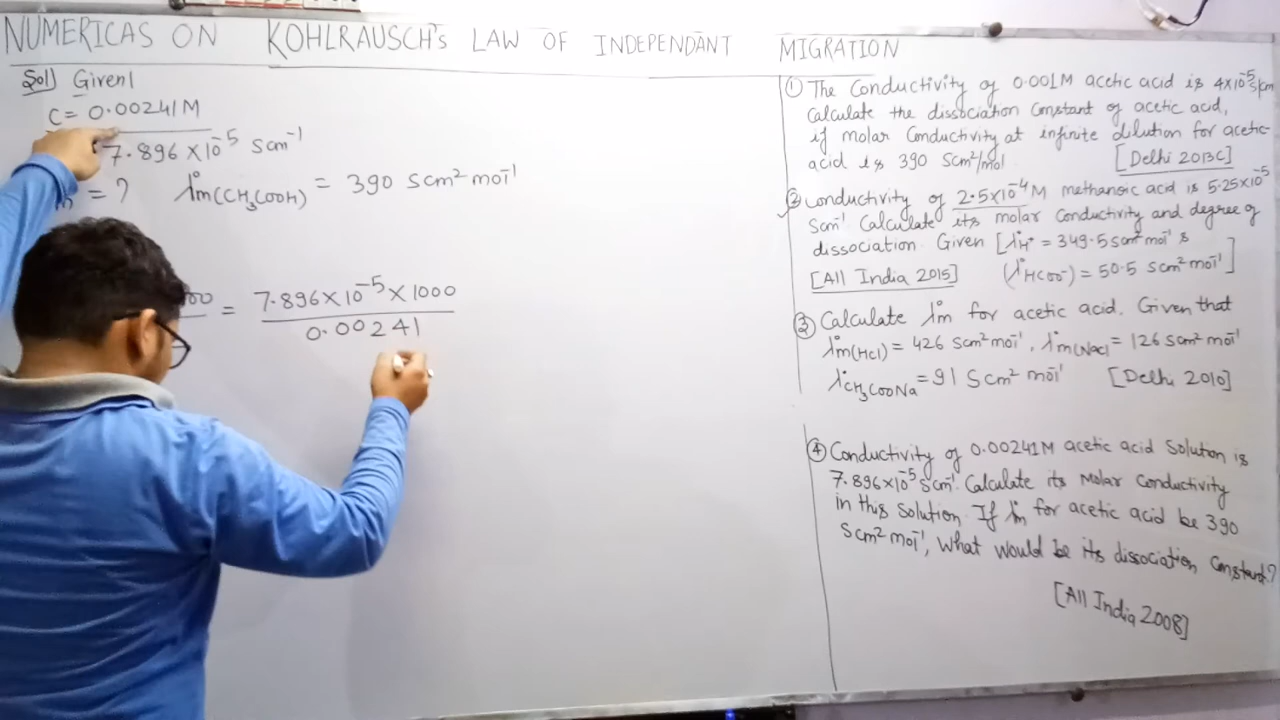 NUMERICAS ON KOHLRAUSCH'S LAW OF INDEPENDANT MIGRATION
Sol) Given
C = 0.00241 M
7.896 × 10⁻⁵ S cm⁻¹
= ? λ°m(CH₃COOH) = 390 S cm² mol⁻¹
= 7.896 × 10⁻⁵ × 1000
0.00241
① The Conductivity of 0.001M acetic acid is 4×10⁻⁵ S/cm
Calculate the dissociation Constant of acetic acid,
if molar Conductivity at infinite dilution for acetic
acid is 390 Scm²/mol [Delhi 2013C]
② Conductivity of 2.5×10⁻⁴ M methanoic acid is 5.25×10⁻⁵
Scm⁻¹ Calculate its molar Conductivity and degree of
dissociation. Given [λ°H⁺ = 349.5 Scm² mol⁻¹ &
[All India 2015] (λ°HCOO⁻) = 50.5 Scm² mol⁻¹]
③ Calculate λ°m for acetic acid. Given that
λ°m(HCl) = 426 Scm² mol⁻¹, λ°m(NaCl) = 126 Scm² mol⁻¹
λ°CH₃COONa = 91 S cm² mol⁻¹ [Delhi 2010]
④ Conductivity of 0.00241M acetic acid Solution is
7.896×10⁻⁵ S cm⁻¹. Calculate its Molar Conductivity
in this Solution. If λ°m for acetic acid be 390
S cm² mol⁻¹, What would be its dissociation Constant?
[All India 2008]